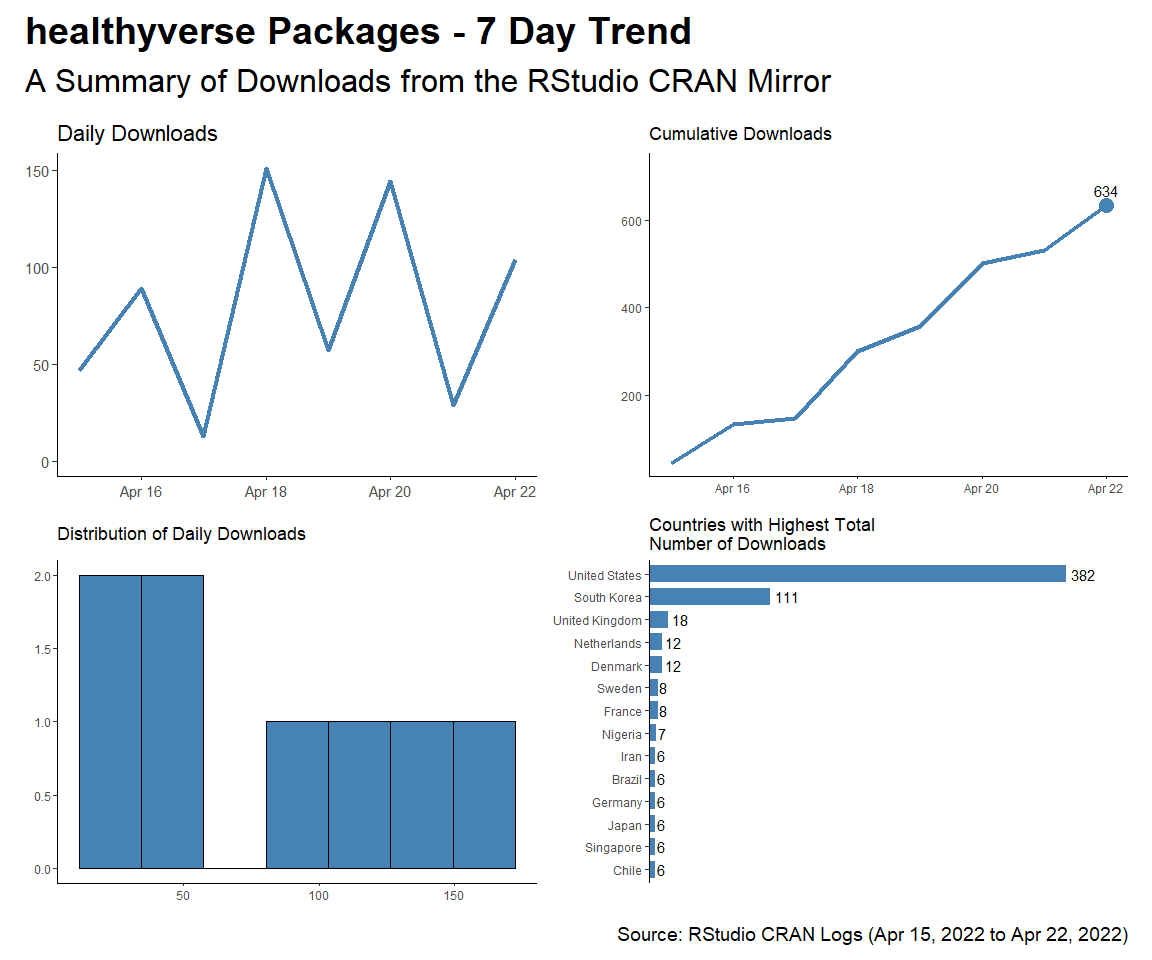 healthyverse Packages - 7 Day Trend
A Summary of Downloads from the RStudio CRAN Mirror
Daily Downloads
150
100
50
0
Apr 16 Apr 18 Apr 20 Apr 22
Cumulative Downloads
634
600
400
200
Apr 16 Apr 18 Apr 20 Apr 22
Distribution of Daily Downloads
2.0
1.5
1.0
0.5
0.0
50 100 150
Countries with Highest Total
Number of Downloads
United States 382
South Korea 111
United Kingdom 18
Netherlands 12
Denmark 12
Sweden 8
France 8
Nigeria 7
Iran 6
Brazil 6
Germany 6
Japan 6
Singapore 6
Chile 6
Source: RStudio CRAN Logs (Apr 15, 2022 to Apr 22, 2022)